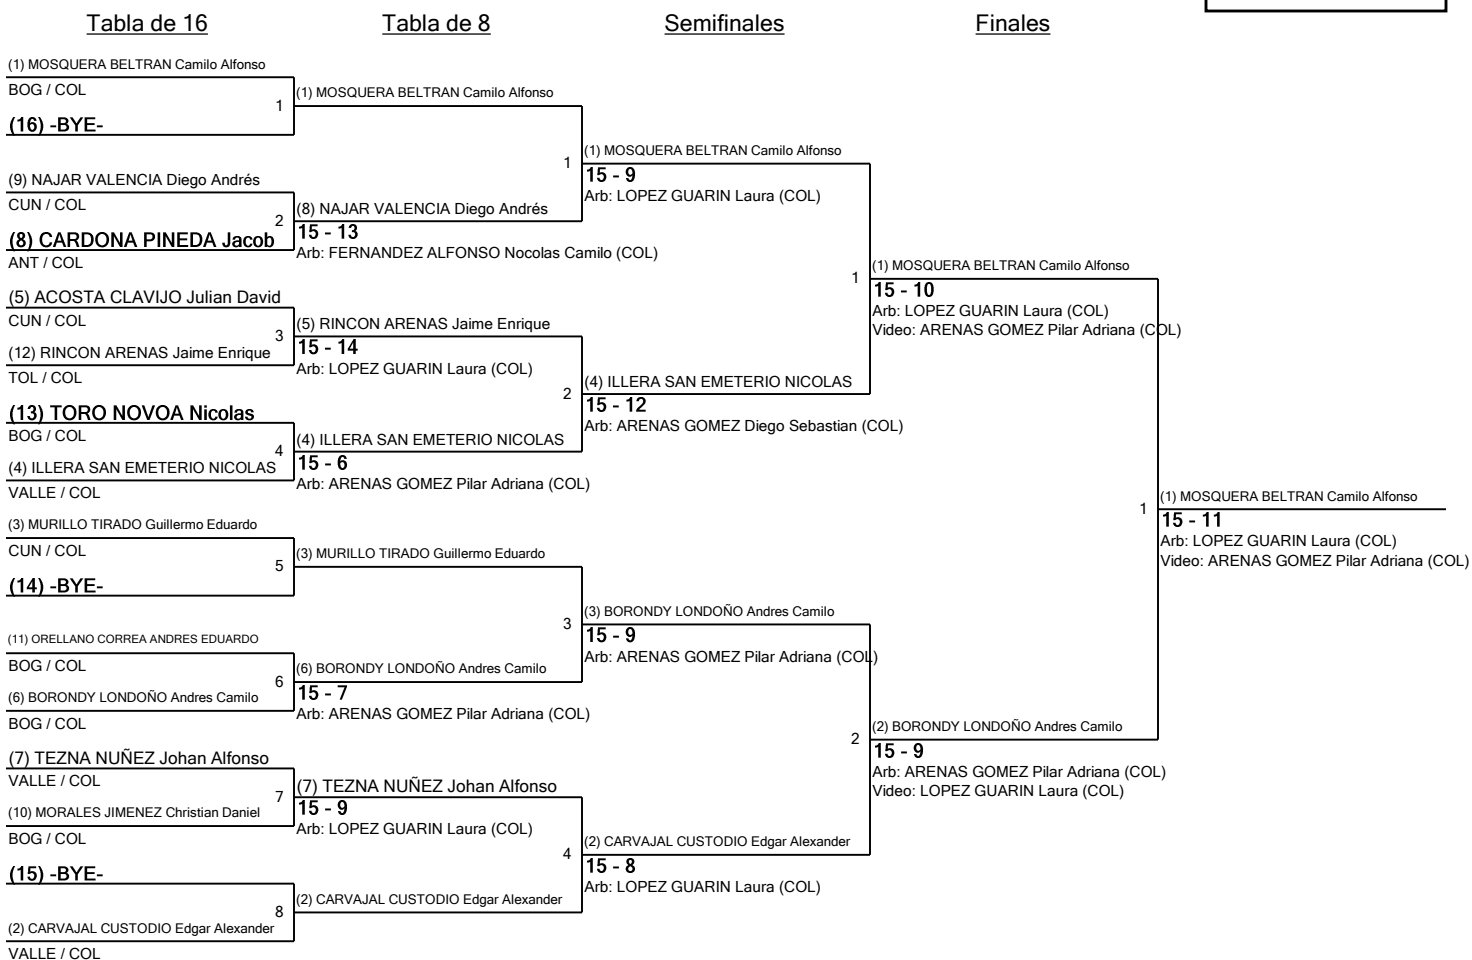 Tabla de 16
Tabla de 8
Semifinales
Finales
(1) MOSQUERA BELTRAN Camilo Alfonso
BOG / COL
1
(16) -BYE-
(9) NAJAR VALENCIA Diego Andrés
CUN / COL
2
(8) CARDONA PINEDA Jacob
ANT / COL
(5) ACOSTA CLAVIJO Julian David
CUN / COL
3
(12) RINCON ARENAS Jaime Enrique
TOL / COL
(13) TORO NOVOA Nicolas
BOG / COL
4
(4) ILLERA SAN EMETERIO NICOLAS
VALLE / COL
(3) MURILLO TIRADO Guillermo Eduardo
CUN / COL
5
(14) -BYE-
(11) ORELLANO CORREA ANDRES EDUARDO
BOG / COL
6
(6) BORONDY LONDOÑO Andres Camilo
BOG / COL
(7) TEZNA NUÑEZ Johan Alfonso
VALLE / COL
7
(10) MORALES JIMENEZ Christian Daniel
BOG / COL
(15) -BYE-
8
(2) CARVAJAL CUSTODIO Edgar Alexander
VALLE / COL
(1) MOSQUERA BELTRAN Camilo Alfonso
1
(8) NAJAR VALENCIA Diego Andrés
15 - 13
Arb: FERNANDEZ ALFONSO Nocolas Camilo (COL)
(5) RINCON ARENAS Jaime Enrique
15 - 14
Arb: LOPEZ GUARIN Laura (COL)
2
(4) ILLERA SAN EMETERIO NICOLAS
15 - 6
Arb: ARENAS GOMEZ Pilar Adriana (COL)
(3) MURILLO TIRADO Guillermo Eduardo
3
(6) BORONDY LONDOÑO Andres Camilo
15 - 7
Arb: ARENAS GOMEZ Pilar Adriana (COL)
(7) TEZNA NUÑEZ Johan Alfonso
15 - 9
Arb: LOPEZ GUARIN Laura (COL)
4
(2) CARVAJAL CUSTODIO Edgar Alexander
(1) MOSQUERA BELTRAN Camilo Alfonso
15 - 9
Arb: LOPEZ GUARIN Laura (COL)
1
(4) ILLERA SAN EMETERIO NICOLAS
15 - 12
Arb: ARENAS GOMEZ Diego Sebastian (COL)
(3) BORONDY LONDOÑO Andres Camilo
15 - 9
Arb: ARENAS GOMEZ Pilar Adriana (COL)
2
(2) CARVAJAL CUSTODIO Edgar Alexander
15 - 8
Arb: LOPEZ GUARIN Laura (COL)
(1) MOSQUERA BELTRAN Camilo Alfonso
15 - 10
Arb: LOPEZ GUARIN Laura (COL)
Video: ARENAS GOMEZ Pilar Adriana (COL)
1
(2) BORONDY LONDOÑO Andres Camilo
15 - 9
Arb: ARENAS GOMEZ Pilar Adriana (COL)
Video: LOPEZ GUARIN Laura (COL)
(1) MOSQUERA BELTRAN Camilo Alfonso
15 - 11
Arb: LOPEZ GUARIN Laura (COL)
Video: ARENAS GOMEZ Pilar Adriana (COL)